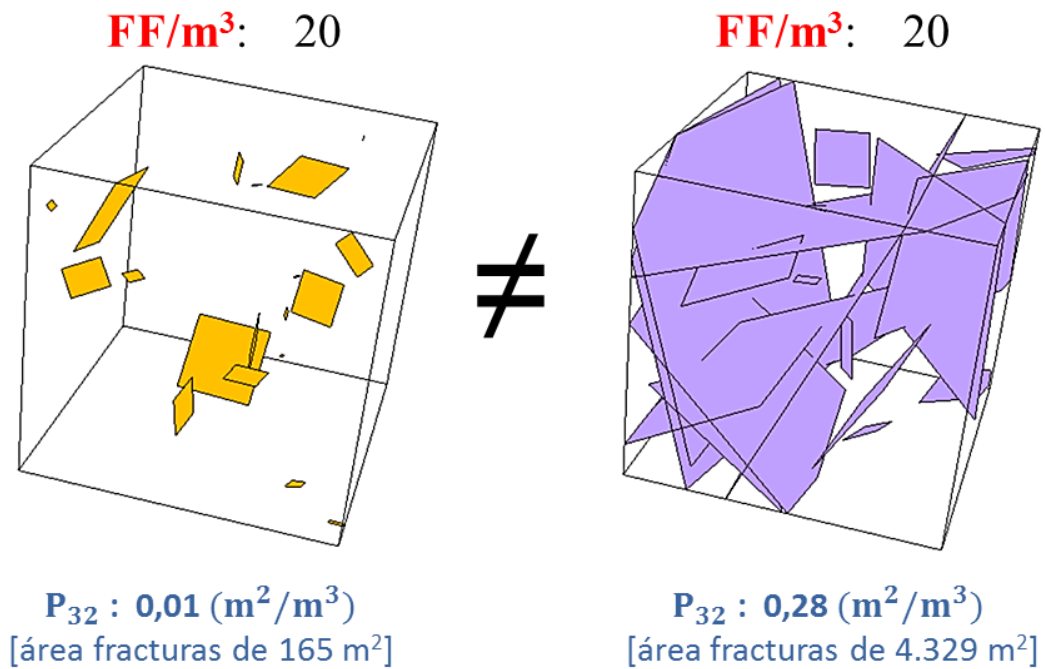 FF/m³: 20
FF/m³: 20
≠
P₃₂ : 0,01 (m²/m³)
[área fracturas de 165 m²]
P₃₂ : 0,28 (m²/m³)
[área fracturas de 4.329 m²]